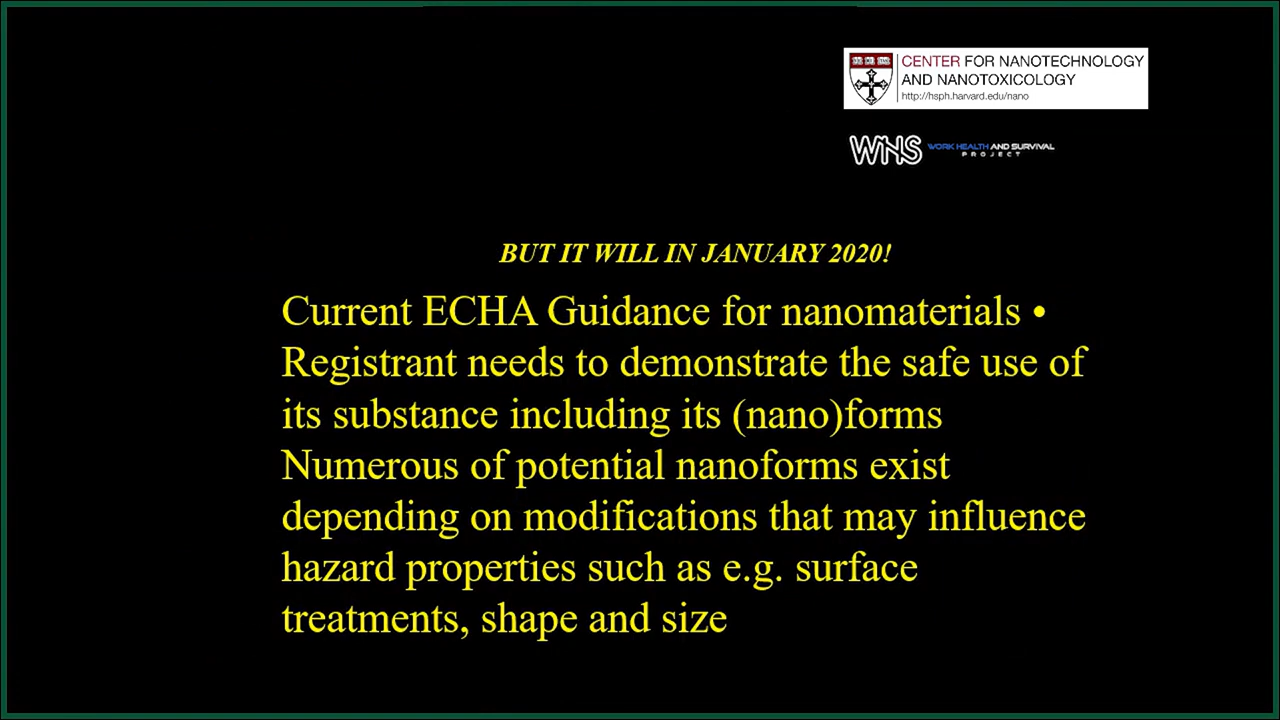 CENTER FOR NANOTECHNOLOGY
AND NANOTOXICOLOGY
http://hsph.harvard.edu/nano
WHS WORK HEALTH AND SURVIVAL
PROJECT
BUT IT WILL IN JANUARY 2020!
Current ECHA Guidance for nanomaterials •
Registrant needs to demonstrate the safe use of
its substance including its (nano)forms
Numerous of potential nanoforms exist
depending on modifications that may influence
hazard properties such as e.g. surface
treatments, shape and size